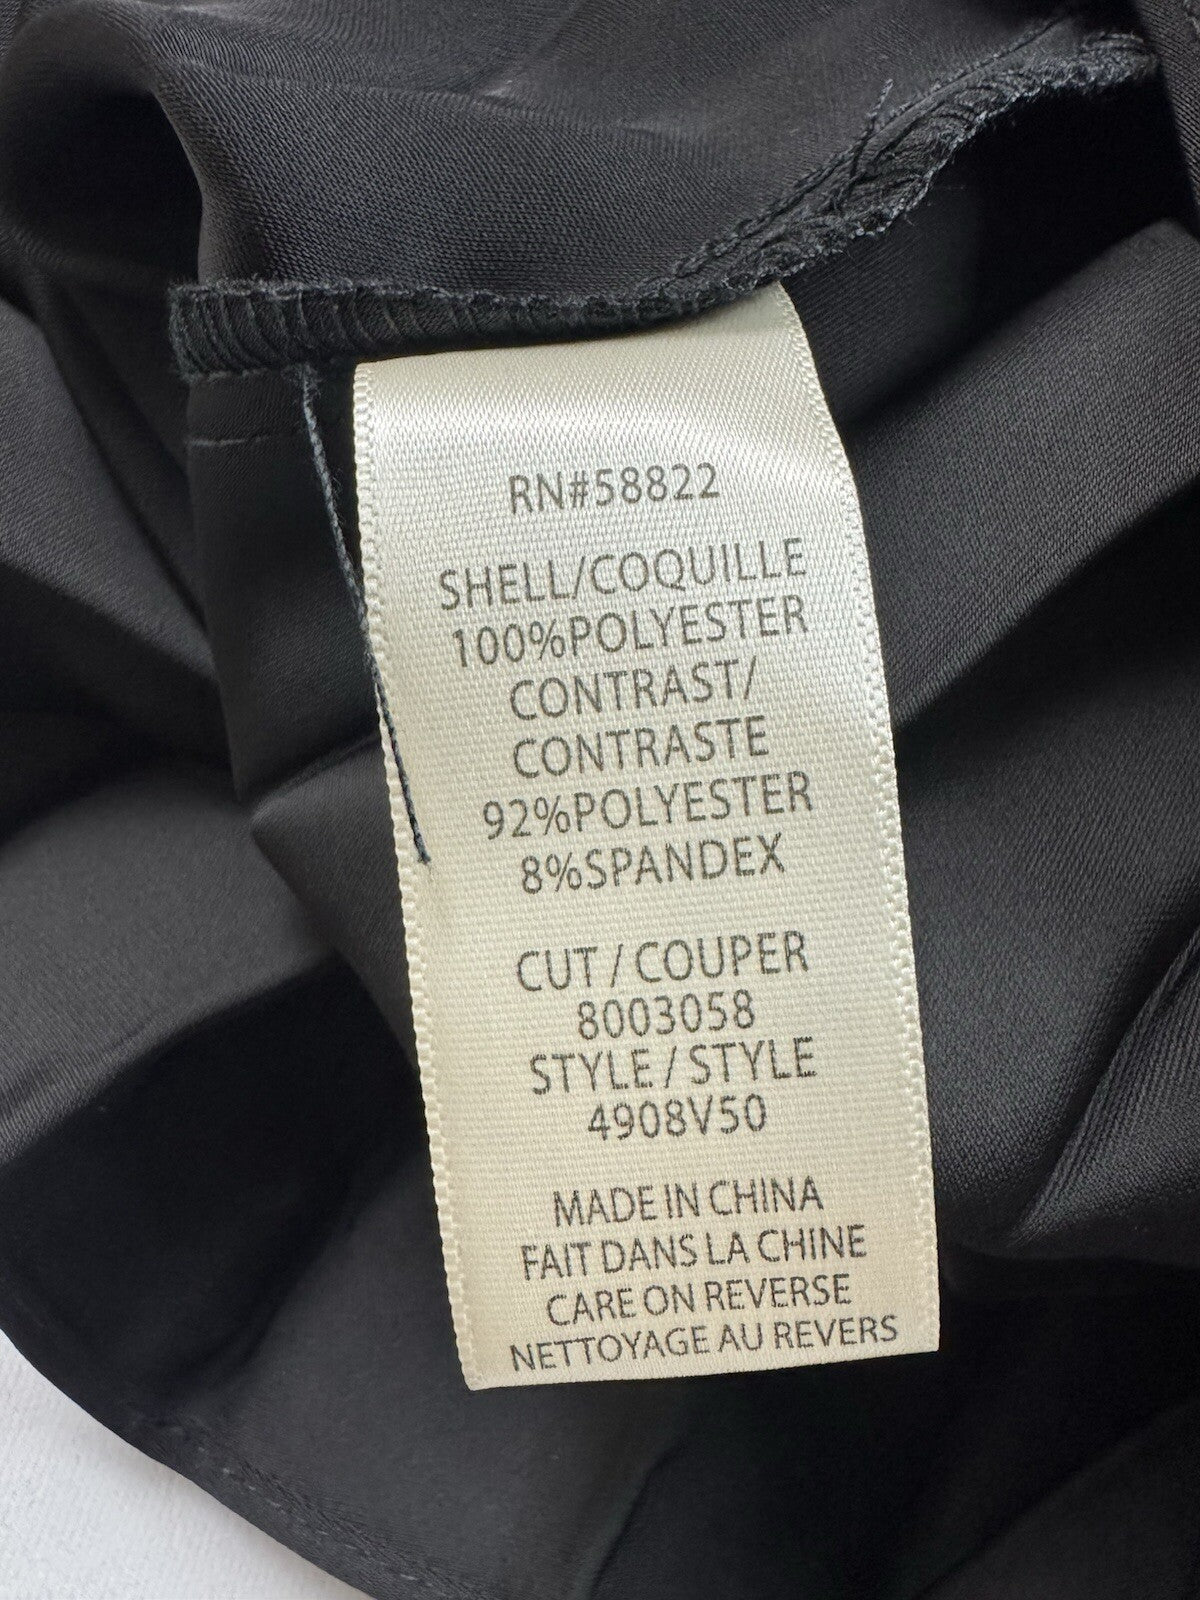 RN#58822
SHELL/COQUILLE
100%POLYESTER
CONTRAST/
CONTRASTE
92%POLYESTER
8%SPANDEX
CUT / COUPER
8003058
STYLE / STYLE
4908V50
MADE IN CHINA
FAIT DANS LA CHINE
CARE ON REVERSE
NETTOYAGE AU REVERS